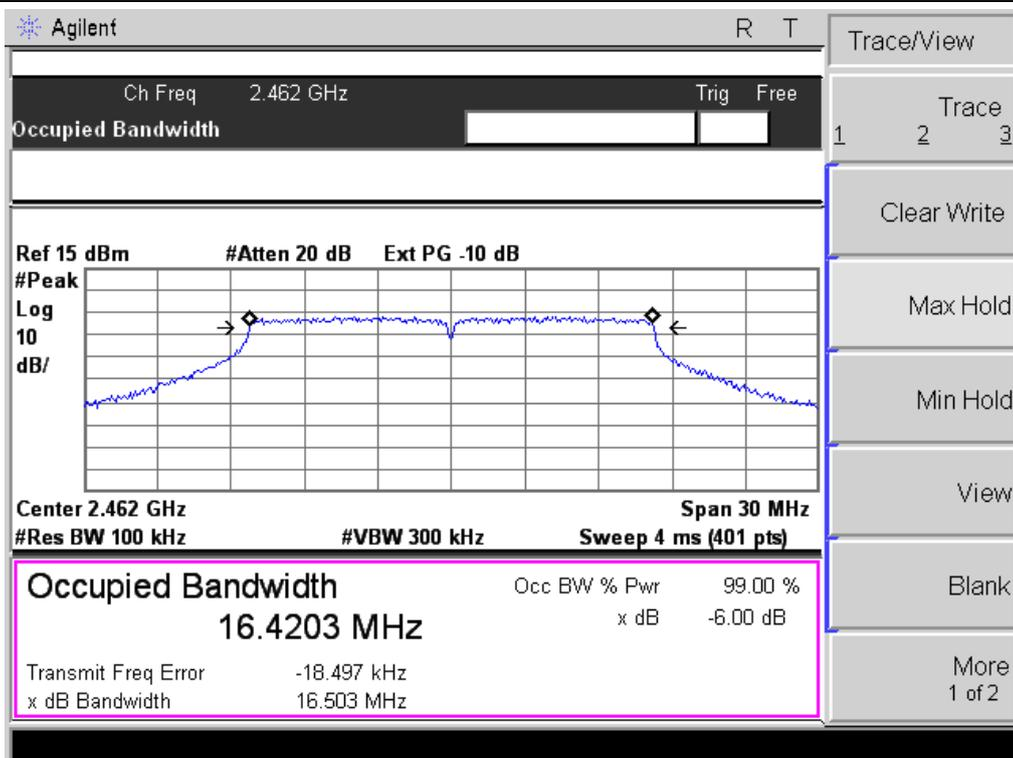 Agilent R T
Ch Freq 2.462 GHz Trig Free
Occupied Bandwidth
Ref 15 dBm #Atten 20 dB Ext PG -10 dB
#Peak
Log
10
dB/
Center 2.462 GHz Span 30 MHz
#Res BW 100 kHz #VBW 300 kHz Sweep 4 ms (401 pts)
Occupied Bandwidth
16.4203 MHz
Occ BW % Pwr 99.00 %
x dB -6.00 dB
Transmit Freq Error -18.497 kHz
x dB Bandwidth 16.503 MHz
Trace/View
Trace
1 2 3
Clear Write
Max Hold
Min Hold
View
Blank
More
1 of 2